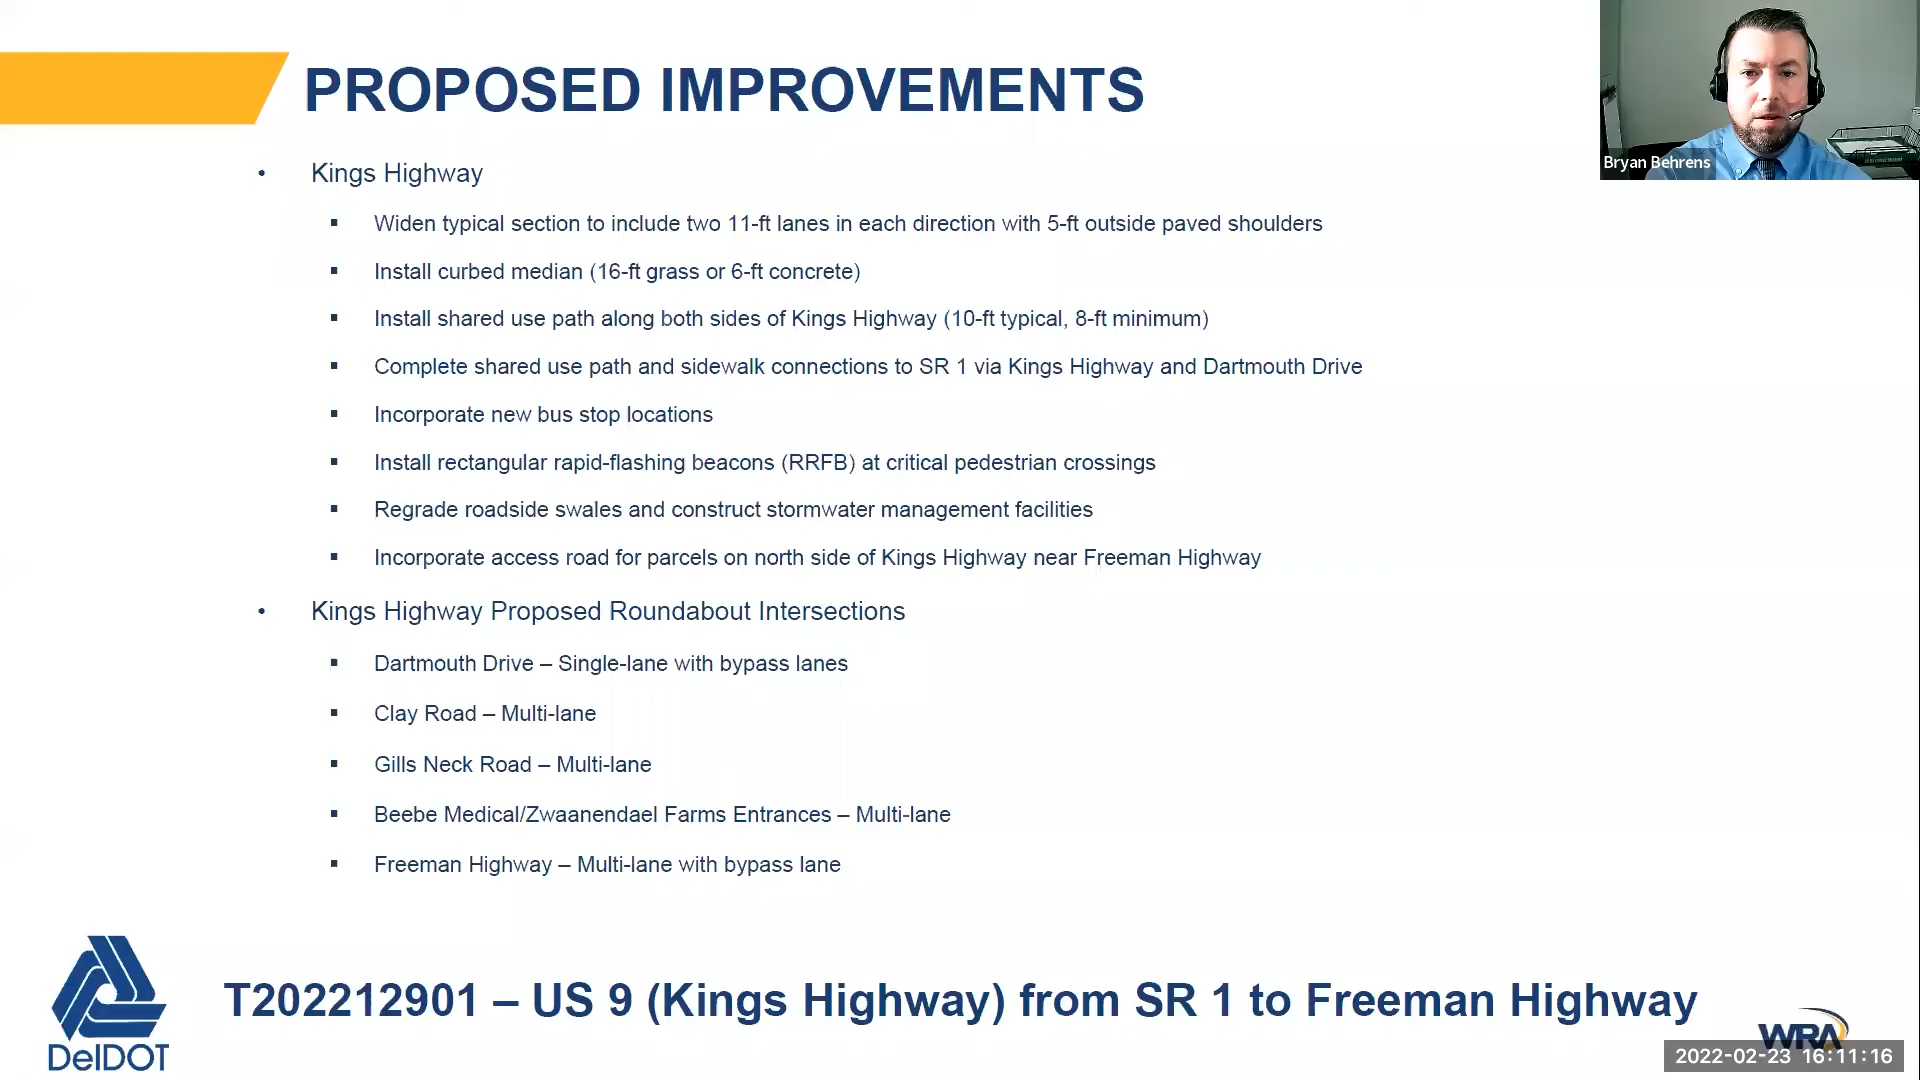 PROPOSED IMPROVEMENTS
Bryan Behrens
• Kings Highway
▪ Widen typical section to include two 11-ft lanes in each direction with 5-ft outside paved shoulders
▪ Install curbed median (16-ft grass or 6-ft concrete)
▪ Install shared use path along both sides of Kings Highway (10-ft typical, 8-ft minimum)
▪ Complete shared use path and sidewalk connections to SR 1 via Kings Highway and Dartmouth Drive
▪ Incorporate new bus stop locations
▪ Install rectangular rapid-flashing beacons (RRFB) at critical pedestrian crossings
▪ Regrade roadside swales and construct stormwater management facilities
▪ Incorporate access road for parcels on north side of Kings Highway near Freeman Highway
• Kings Highway Proposed Roundabout Intersections
▪ Dartmouth Drive – Single-lane with bypass lanes
▪ Clay Road – Multi-lane
▪ Gills Neck Road – Multi-lane
▪ Beebe Medical/Zwaanendael Farms Entrances – Multi-lane
▪ Freeman Highway – Multi-lane with bypass lane
T202212901 – US 9 (Kings Highway) from SR 1 to Freeman Highway
DelDOT
WRA
2022-02-23 16:11:16